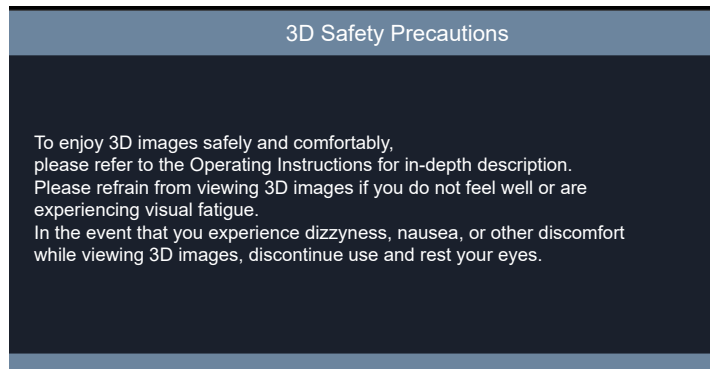 3D Safety Precautions
To enjoy 3D images safely and comfortably,
please refer to the Operating Instructions for in-depth description.
Please refrain from viewing 3D images if you do not feel well or are
experiencing visual fatigue.
In the event that you experience dizzyness, nausea, or other discomfort
while viewing 3D images, discontinue use and rest your eyes.